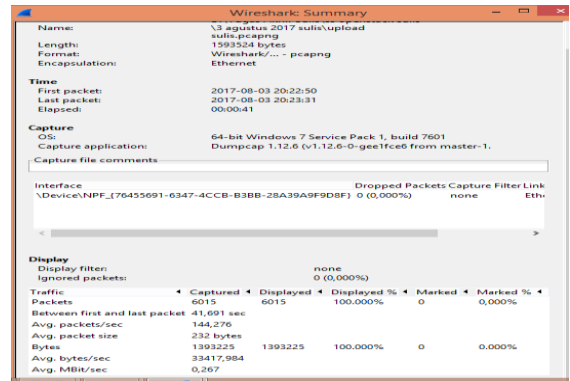 Wireshark: Summary
Name:
\3 agustus 2017 sulis\upload
sulis.pcapng
Length: 1593524 bytes
Format: Wireshark/... - pcapng
Encapsulation: Ethernet
Time
First packet: 2017-08-03 20:22:50
Last packet: 2017-08-03 20:23:31
Elapsed: 00:00:41
Capture
OS: 64-bit Windows 7 Service Pack 1, build 7601
Capture application: Dumpcap 1.12.6 (v1.12.6-0-gee1fce6 from master-1.
Capture file comments
Interface Dropped Packets Capture Filter Link
\Device\NPF_{76455691-6347-4CCB-B3BB-28A39A9F9D8F} 0 (0,000%) none Ethe
Display
Display filter: none
Ignored packets: 0 (0,000%)
Traffic Captured Displayed Displayed % Marked Marked %
Packets 6015 6015 100.000% 0 0,000%
Between first and last packet 41,691 sec
Avg. packets/sec 144,276
Avg. packet size 232 bytes
Bytes 1393225 1393225 100.000% 0 0.000%
Avg. bytes/sec 33417,984
Avg. MBit/sec 0,267